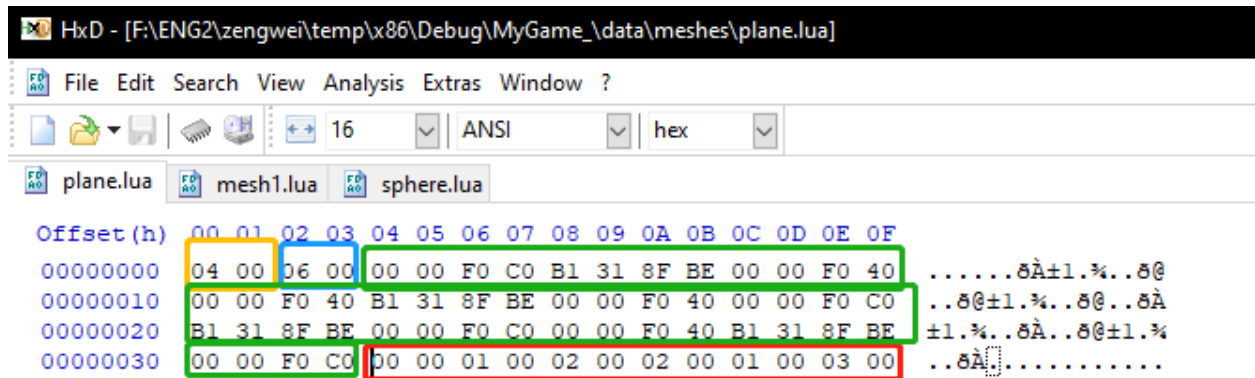 HxD - [F:\ENG2\zengwei\temp\x86\Debug\MyGame_\data\meshes\plane.lua]
File Edit Search View Analysis Extras Window ?
16 ANSI hex
plane.lua mesh1.lua sphere.lua
Offset(h) 00 01 02 03 04 05 06 07 08 09 0A 0B 0C 0D 0E 0F
00000000 04 00 06 00 00 00 F0 C0 B1 31 8F BE 00 00 F0 40 ......ðÀ±1.¾..ð@
00000010 00 00 F0 40 B1 31 8F BE 00 00 F0 40 00 00 F0 C0 ..ð@±1.¾..ð@..ðÀ
00000020 B1 31 8F BE 00 00 F0 C0 00 00 F0 40 B1 31 8F BE ±1.¾..ðÀ..ð@±1.¾
00000030 00 00 F0 C0 00 00 01 00 02 00 02 00 01 00 03 00 ..ðÀ............